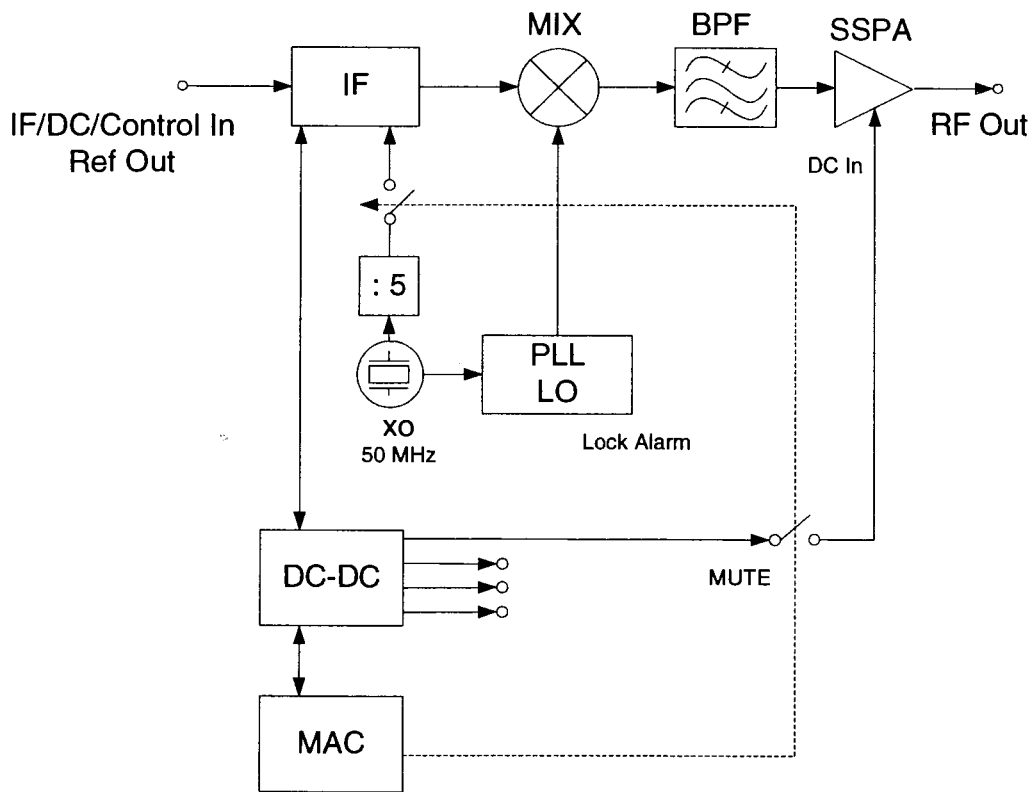 MIX
BPF
SSPA
IF
IF/DC/Control In
Ref Out
RF Out
DC In
: 5
PLL
LO
XO
50 MHz
Lock Alarm
DC-DC
MUTE
MAC